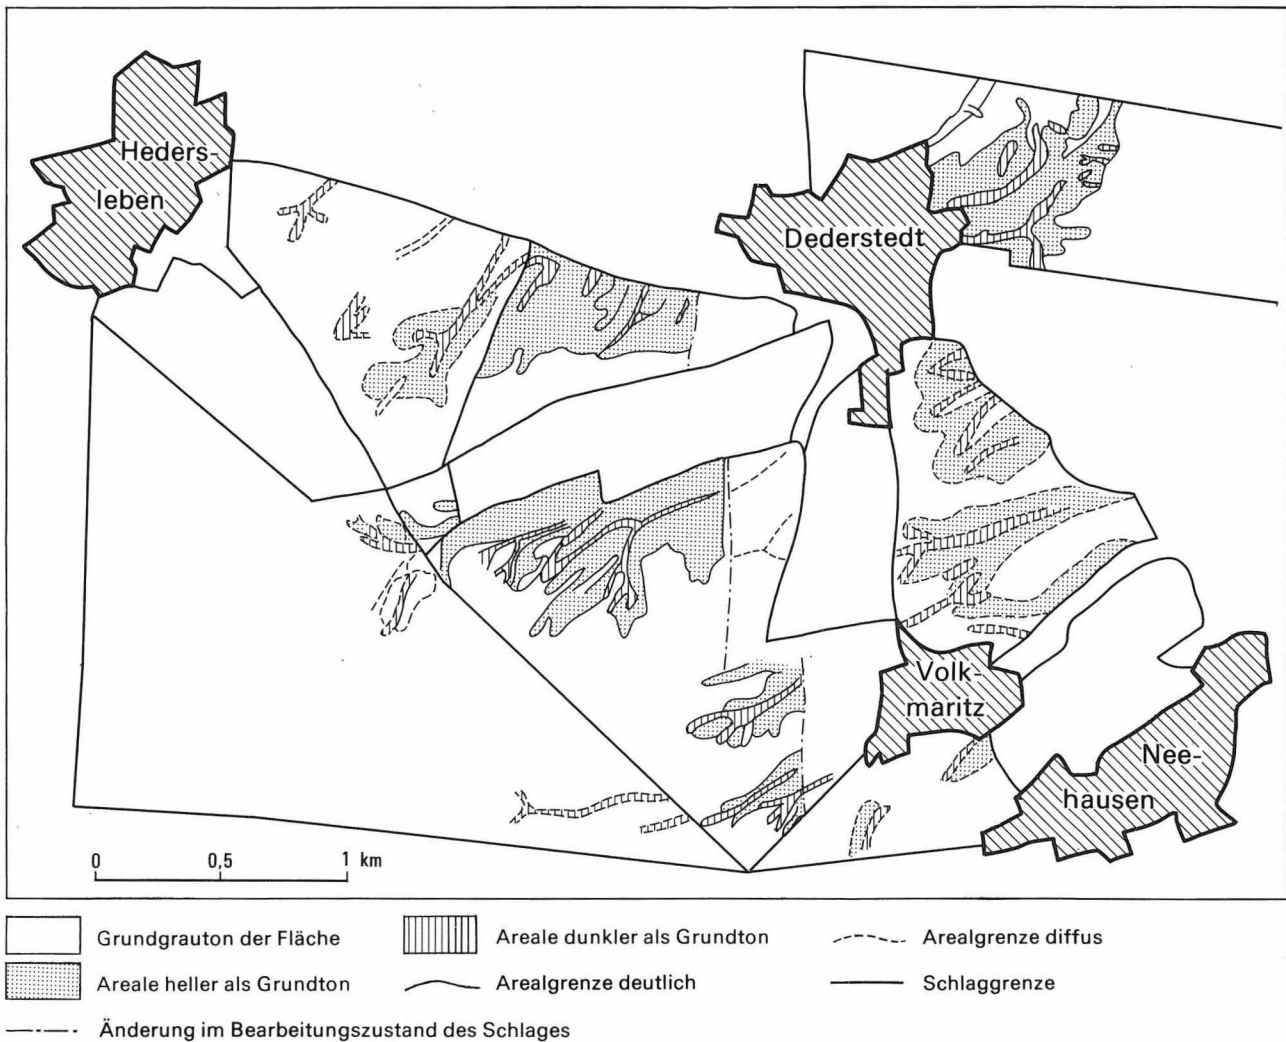 Heders-
leben
Dederstedt
Volk-
maritz
Nee-
hausen
0 0,5 1 km
Grundgrauton der Fläche
Areale dunkler als Grundton
Arealgrenze diffus
Areale heller als Grundton
Arealgrenze deutlich
Schlaggrenze
Änderung im Bearbeitungszustand des Schlages